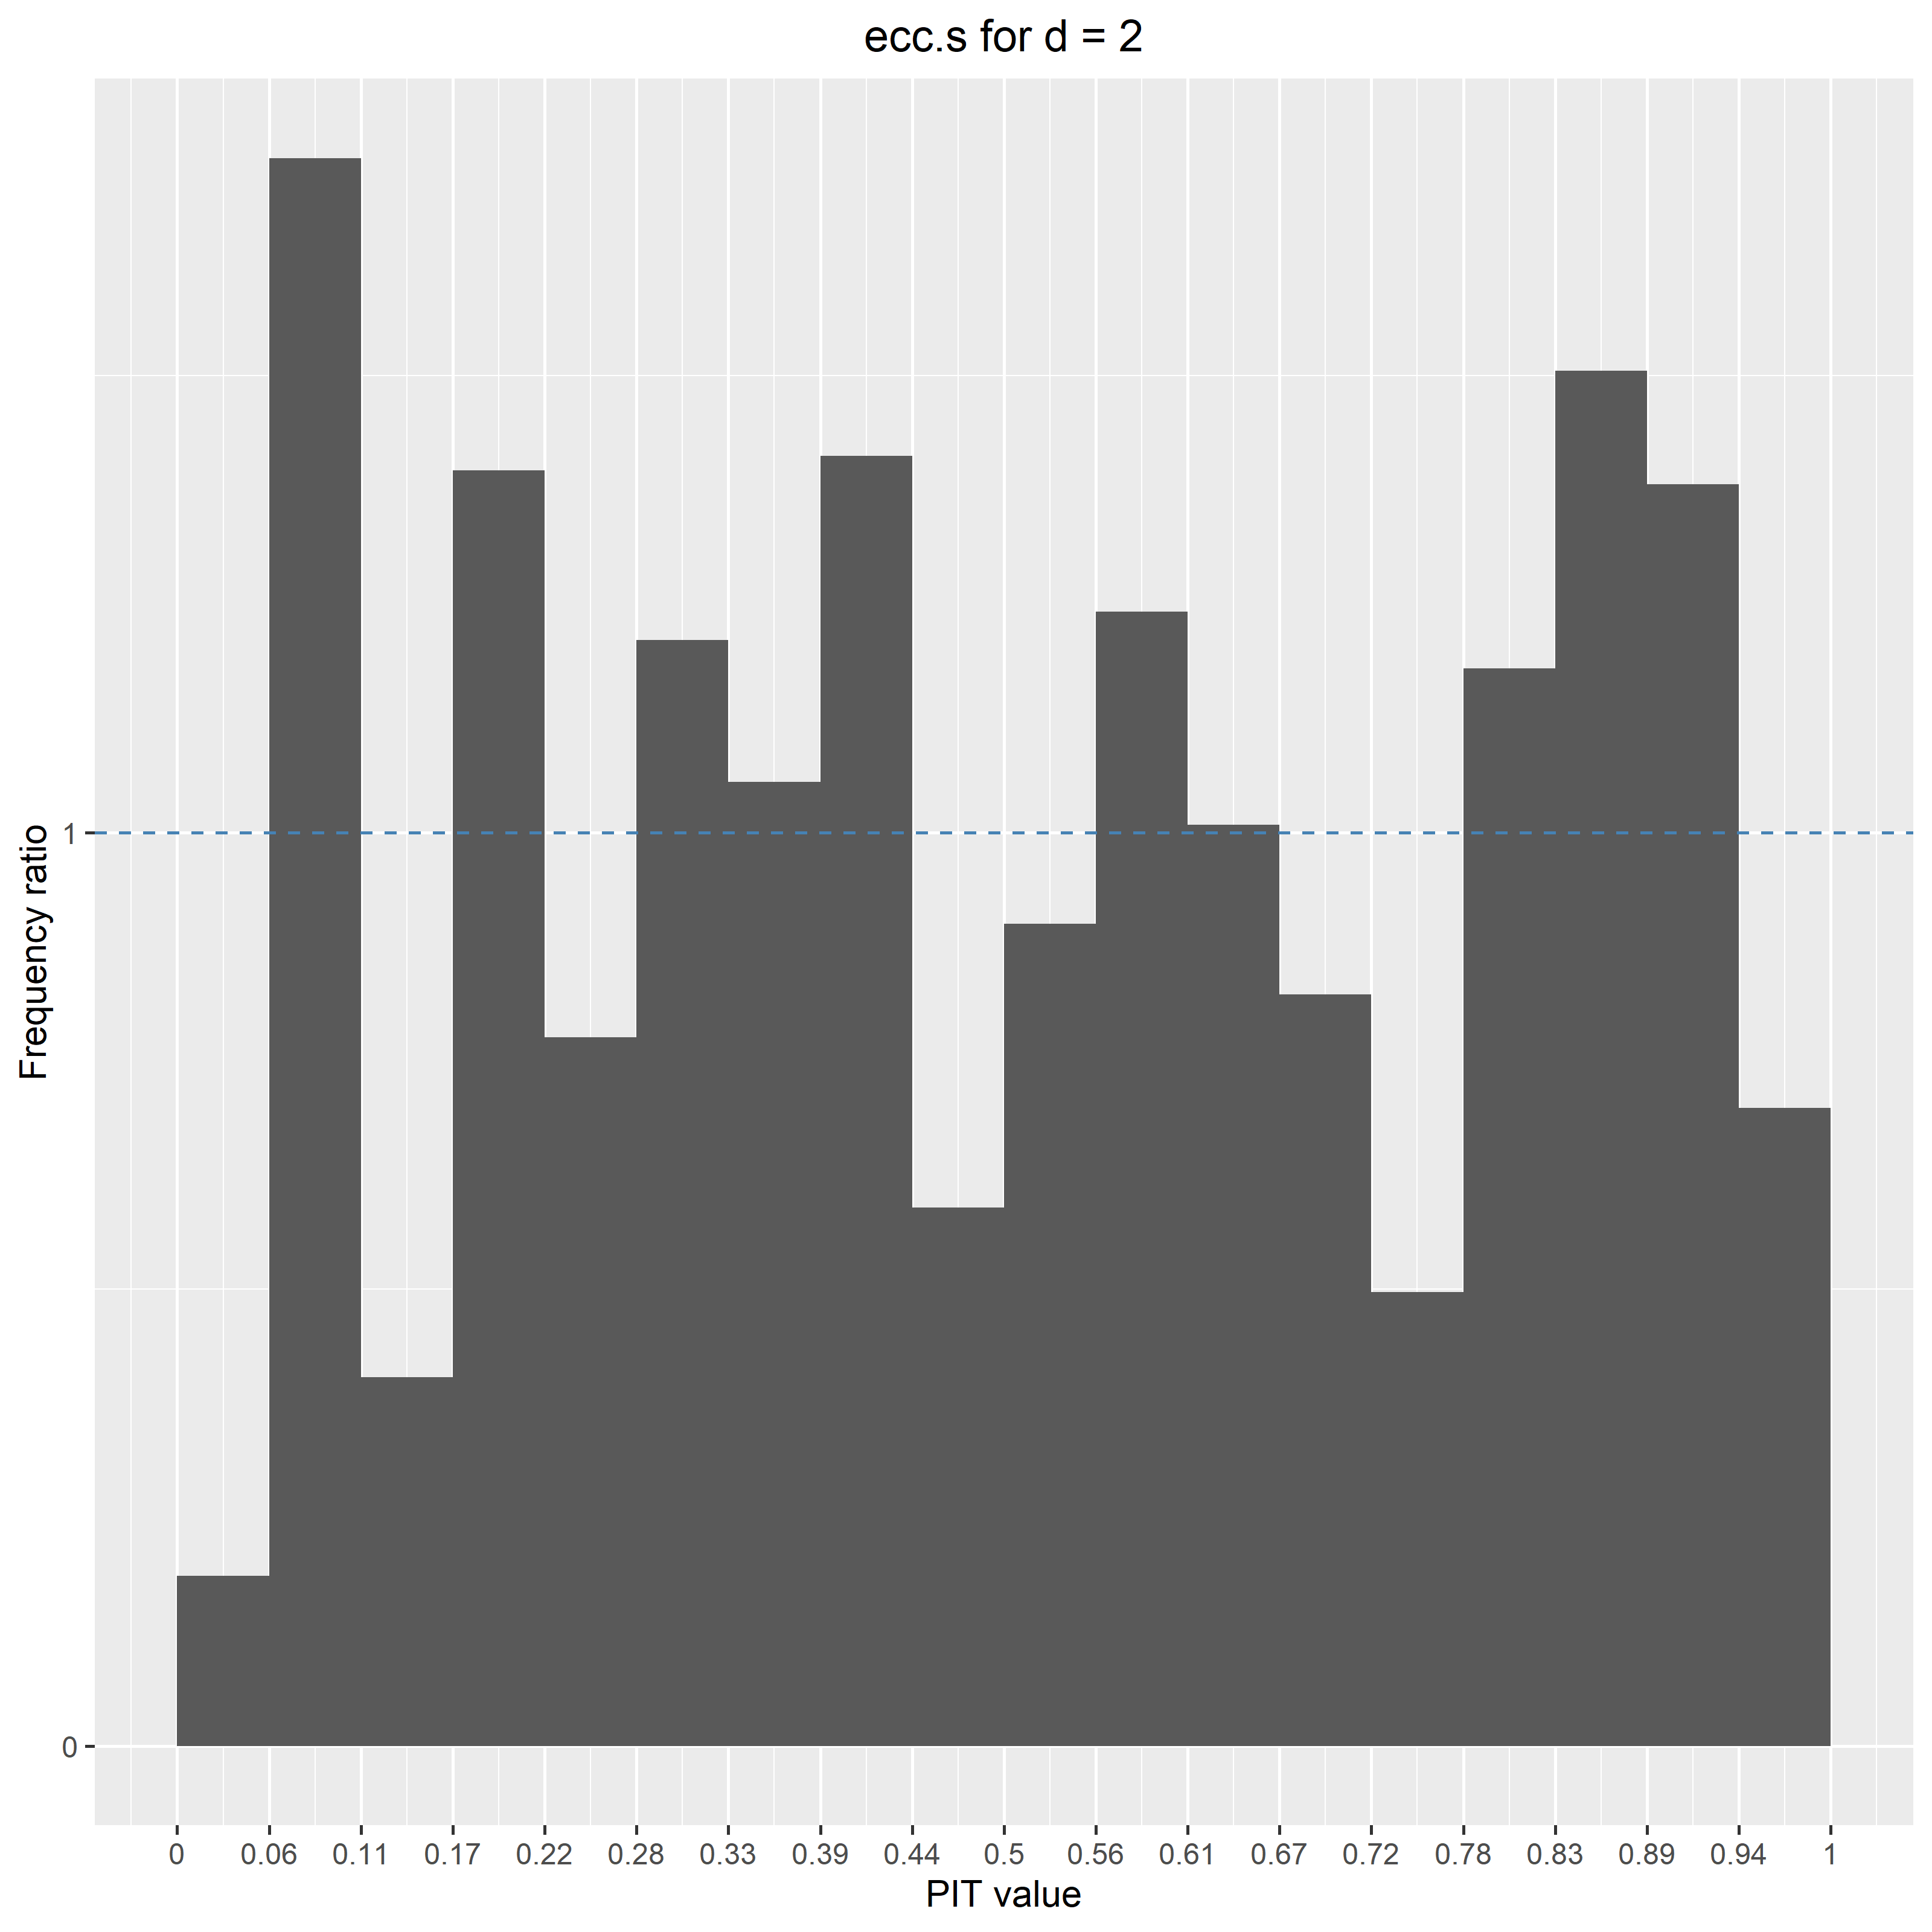 ecc.s for d = 2
Frequency ratio
1
0
0 0.06 0.11 0.17 0.22 0.28 0.33 0.39 0.44 0.5 0.56 0.61 0.67 0.72 0.78 0.83 0.89 0.94 1
PIT value